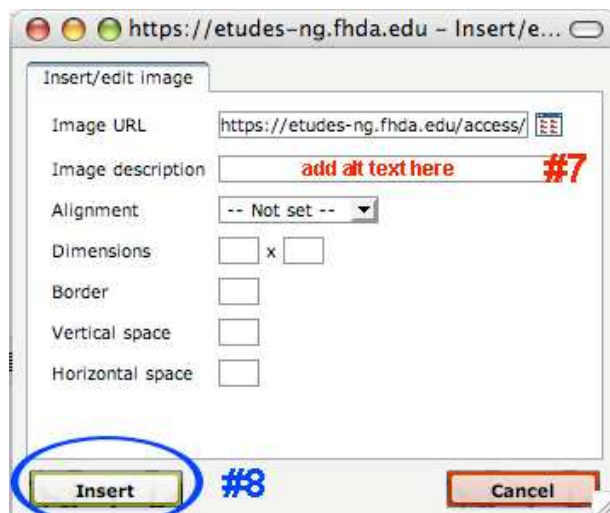 https://etudes-ng.fhda.edu - Insert/e...
Insert/edit image
Image URL https://etudes-ng.fhda.edu/access/
Image description add alt text here #7
Alignment -- Not set --
Dimensions x
Border
Vertical space
Horizontal space
Insert #8 Cancel